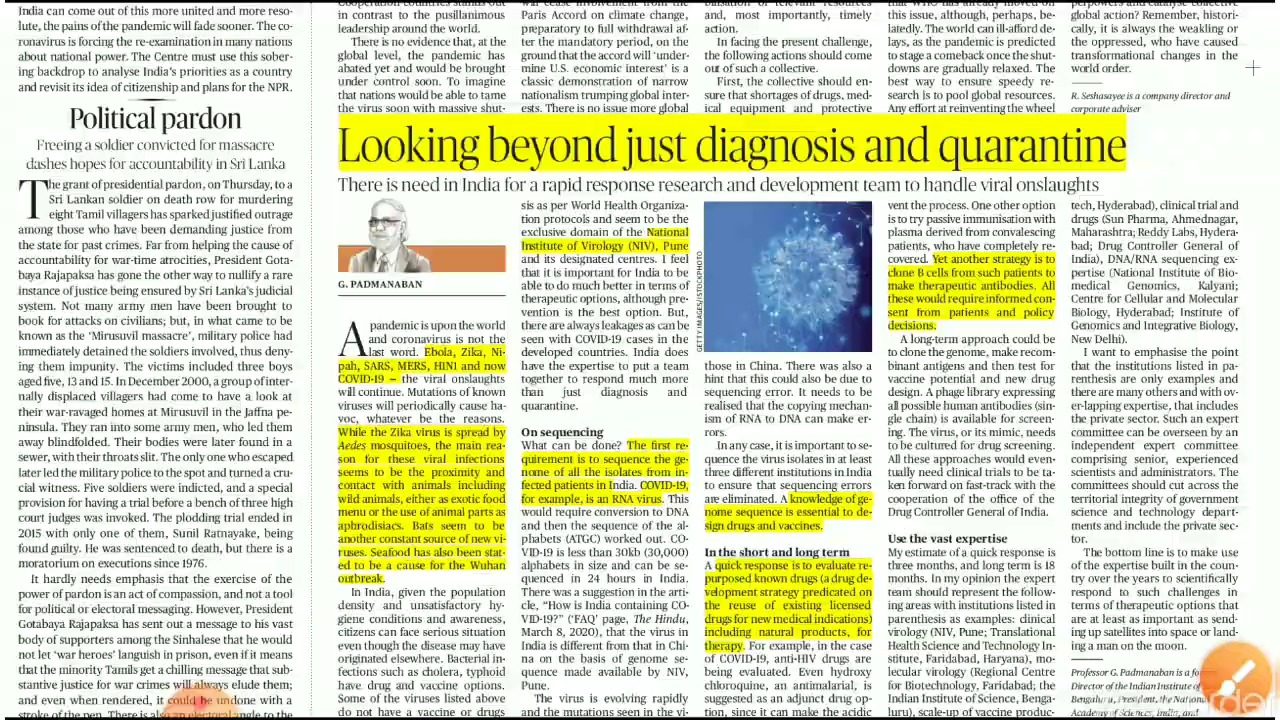 India can come out of this more united and more reso-
lute, the pains of the pandemic will fade sooner. The co-
ronavirus is forcing the re-examination in many nations
about national power. The Centre must use this sober-
ing backdrop to analyse India's priorities as a country
and revisit its idea of citizenship and plans for the NPR.
Political pardon
Freeing a soldier convicted for massacre
dashes hopes for accountability in Sri Lanka
The grant of presidential pardon, on Thursday, to a
Sri Lankan soldier on death row for murdering
eight Tamil villagers has sparked justified outrage
among those who have been demanding justice from
the state for past crimes. Far from helping the cause of
accountability for war-time atrocities, President Gota-
baya Rajapaksa has gone the other way to nullify a rare
instance of justice being ensured by Sri Lanka's judicial
system. Not many army men have been brought to
book for attacks on civilians; but, in what came to be
known as the 'Mirusuvil massacre', military police had
immediately detained the soldiers involved, thus deny-
ing them impunity. The victims included three boys
aged five, 13 and 15. In December 2000, a group of inter-
nally displaced villagers had come to have a look at
their war-ravaged homes at Mirusuvil in the Jaffna pe-
ninsula. They ran into some army men, who led them
away blindfolded. Their bodies were later found in a
sewer, with their throats slit. The only one who escaped
later led the military police to the spot and turned a cru-
cial witness. Five soldiers were indicted, and a special
provision for having a trial before a bench of three high
court judges was invoked. The plodding trial ended in
2015 with only one of them, Sunil Ratnayake, being
found guilty. He was sentenced to death, but there is a
moratorium on executions since 1976.
It hardly needs emphasis that the exercise of the
power of pardon is an act of compassion, and not a tool
for political or electoral messaging. However, President
Gotabaya Rajapaksa has sent out a message to his vast
body of supporters among the Sinhalese that he would
not let 'war heroes' languish in prison, even if it means
that the minority Tamils get a chilling message that sub-
stantive justice for war crimes will always elude them;
and even when rendered, it could be undone with a
stroke of the pen. There is also an electoral angle to the
in contrast to the pusillanimous
leadership around the world.
There is no evidence that, at the
global level, the pandemic has
abated yet and would be brought
under control soon. To imagine
that nations would be able to tame
the virus soon with massive shut-
Paris Accord on climate change,
preparatory to full withdrawal after
the mandatory period, on the
ground that the accord will 'under-
mine U.S. economic interest' is a
classic demonstration of narrow
nationalism trumping global inter-
ests. There is no issue more global
and, most importantly, timely
action.
In facing the present challenge,
the following actions should come
out of such a collective.
First, the collective should en-
sure that shortages of drugs, med-
ical equipment and protective
this issue, although, perhaps, be-
latedly. The world can ill-afford de-
lays, as the pandemic is predicted
to stage a comeback once the shut-
downs are gradually relaxed. The
best way to ensure speedy re-
search is to pool global resources.
Any effort at reinventing the wheel
global action? Remember, histori-
cally, it is always the weakling or
the oppressed, who have caused
transformational changes in the
world order.
R. Seshasayee is a company director and
corporate adviser
Looking beyond just diagnosis and quarantine
There is need in India for a rapid response research and development team to handle viral onslaughts
G. PADMANABAN
A pandemic is upon the world
and coronavirus is not the
last word. Ebola, Zika, Ni-
pah, SARS, MERS, H1N1 and now
COVID-19 — the viral onslaughts
will continue. Mutations of known
viruses will periodically cause ha-
voc, whatever be the reasons.
While the Zika virus is spread by
Aedes mosquitoes, the main rea-
son for these viral infections
seems to be the proximity and
contact with animals including
wild animals, either as exotic food
menu or the use of animal parts as
aphrodisiacs. Bats seem to be
another constant source of new vi-
ruses. Seafood has also been stat-
ed to be a cause for the Wuhan
outbreak.
In India, given the population
density and unsatisfactory hy-
giene conditions and awareness,
citizens can face serious situation
even though the disease may have
originated elsewhere. Bacterial in-
fections such as cholera, typhoid
have drug and vaccine options.
Some of the viruses listed above
do not have a vaccine or drugs
sis as per World Health Organiza-
tion protocols and seem to be the
exclusive domain of the National
Institute of Virology (NIV), Pune
and its designated centres. I feel
that it is important for India to be
able to do much better in terms of
therapeutic options, although pre-
vention is the best option. But,
there are always leakages as can be
seen with COVID-19 cases in the
developed countries. India does
have the expertise to put a team
together to respond much more
than just diagnosis and
quarantine.
On sequencing
What can be done? The first re-
quirement is to sequence the ge-
nome of all the isolates from in-
fected patients in India. COVID-19,
for example, is an RNA virus. This
would require conversion to DNA
and then the sequence of the al-
phabets (ATGC) worked out. CO-
VID-19 is less than 30kb (30,000)
alphabets in size and can be se-
quenced in 24 hours in India.
There was a suggestion in the arti-
cle, "How is India containing CO-
VID-19?" ('FAQ' page, The Hindu,
March 8, 2020), that the virus in
India is different from that in Chi-
na on the basis of genome se-
quence made available by NIV,
Pune.
The virus is evolving rapidly
and the mutations seen in the vi-
GETTY IMAGES/ISTOCKPHOTO
those in China. There was also a
hint that this could also be due to
sequencing error. It needs to be
realised that the copying mechan-
ism of RNA to DNA can make er-
rors.
In any case, it is important to se-
quence the virus isolates in at least
three different institutions in India
to ensure that sequencing errors
are eliminated. A knowledge of ge-
nome sequence is essential to de-
sign drugs and vaccines.
In the short and long term
A quick response is to evaluate re-
purposed known drugs (a drug de-
velopment strategy predicated on
the reuse of existing licensed
drugs for new medical indications)
including natural products, for
therapy. For example, in the case
of COVID-19, anti-HIV drugs are
being evaluated. Even hydroxy
chloroquine, an antimalarial, is
suggested as an adjunct drug op-
tion, since it can make the acidic
vent the process. One other option
is to try passive immunisation with
plasma derived from convalescing
patients, who have completely re-
covered. Yet another strategy is to
clone B cells from such patients to
make therapeutic antibodies. All
these would require informed con-
sent from patients and policy
decisions.
A long-term approach could be
to clone the genome, make recom-
binant antigens and then test for
vaccine potential and new drug
design. A phage library expressing
all possible human antibodies (sin-
gle chain) is available for screen-
ing. The virus, or its mimic, needs
to be cultured for drug screening.
All these approaches would even-
tually need clinical trials to be ta-
ken forward on fast-track with the
cooperation of the office of the
Drug Controller General of India.
Use the vast expertise
My estimate of a quick response is
three months, and long term is 18
months. In my opinion the expert
team should represent the follow-
ing areas with institutions listed in
parenthesis as examples: clinical
virology (NIV, Pune; Translational
Health Science and Technology In-
stitute, Faridabad, Haryana), mo-
lecular virology (Regional Centre
for Biotechnology, Faridabad; the
Indian Institute of Science, Benga-
luru), scale-up of vaccine produc-
tech, Hyderabad), clinical trial and
drugs (Sun Pharma, Ahmednagar,
Maharashtra; Reddy Labs, Hydera-
bad; Drug Controller General of
India), DNA/RNA sequencing ex-
pertise (National Institute of Bio-
medical Genomics, Kalyani;
Centre for Cellular and Molecular
Biology, Hyderabad; Institute of
Genomics and Integrative Biology,
New Delhi).
I want to emphasise the point
that the institutions listed in pa-
renthesis are only examples and
there are many others and with ov-
er-lapping expertise, that includes
the private sector. Such an expert
committee can be overseen by an
independent expert committee
comprising senior, experienced
scientists and administrators. The
committees should cut across the
territorial integrity of government
science and technology depart-
ments and include the private sec-
tor.
The bottom line is to make use
of the expertise built in the
country over the years to scientifically
respond to such challenges in
terms of therapeutic options that
are at least as important as send-
ing up satellites into space or land-
ing a man on the moon.
Professor G. Padmanaban is a
Director of the Indian Institute of
Bengaluru, President, the National
Academy of Sciences, India, and